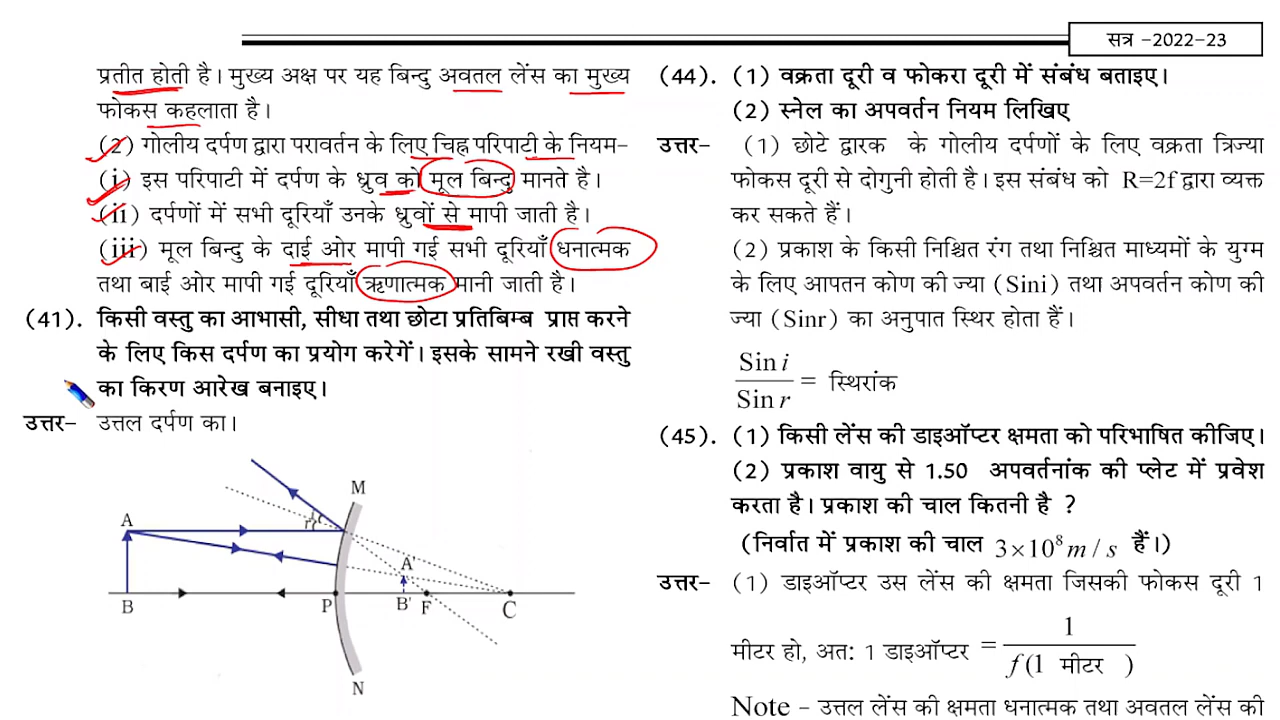 सत्र -2022-23
प्रतीत होती है। मुख्य अक्ष पर यह बिन्दु अवतल लेंस का मुख्य
फोकस कहलाता है।
(2) गोलीय दर्पण द्वारा परावर्तन के लिए चिह्न परिपाटी के नियम-
(i) इस परिपाटी में दर्पण के ध्रुव को मूल बिन्दु मानते है।
(ii) दर्पणों में सभी दूरियाँ उनके ध्रुवों से मापी जाती है।
(iii) मूल बिन्दु के दाई ओर मापी गई सभी दूरियाँ धनात्मक
तथा बाई ओर मापी गई दूरियाँ ऋणात्मक मानी जाती है।
(41). किसी वस्तु का आभासी, सीधा तथा छोटा प्रतिबिम्ब प्राप्त करने
के लिए किस दर्पण का प्रयोग करेगें। इसके सामने रखी वस्तु
का किरण आरेख बनाइए।
उत्तर- उत्तल दर्पण का।
M
A
r
i
A'
B
P
B'
F
C
N
(44). (1) वक्रता दूरी व फोकरा दूरी में संबंध बताइए।
(2) स्नेल का अपवर्तन नियम लिखिए
उत्तर- (1) छोटे द्वारक के गोलीय दर्पणों के लिए वक्रता त्रिज्या
फोकस दूरी से दोगुनी होती है। इस संबंध को R=2f द्वारा व्यक्त
कर सकते हैं।
(2) प्रकाश के किसी निश्चित रंग तथा निश्चित माध्यमों के युग्म
के लिए आपतन कोण की ज्या (Sini) तथा अपवर्तन कोण की
ज्या (Sinr) का अनुपात स्थिर होता हैं।
Sin i
Sin r
= स्थिरांक
(45). (1) किसी लेंस की डाइऑप्टर क्षमता को परिभाषित कीजिए।
(2) प्रकाश वायु से 1.50 अपवर्तनांक की प्लेट में प्रवेश
करता है। प्रकाश की चाल कितनी है ?
(निर्वात में प्रकाश की चाल 3×10⁸ m / s हैं।)
उत्तर- (1) डाइऑप्टर उस लेंस की क्षमता जिसकी फोकस दूरी 1
मीटर हो, अत: 1 डाइऑप्टर =
1
f(1 मीटर )
Note - उत्तल लेंस की क्षमता धनात्मक तथा अवतल लेंस की